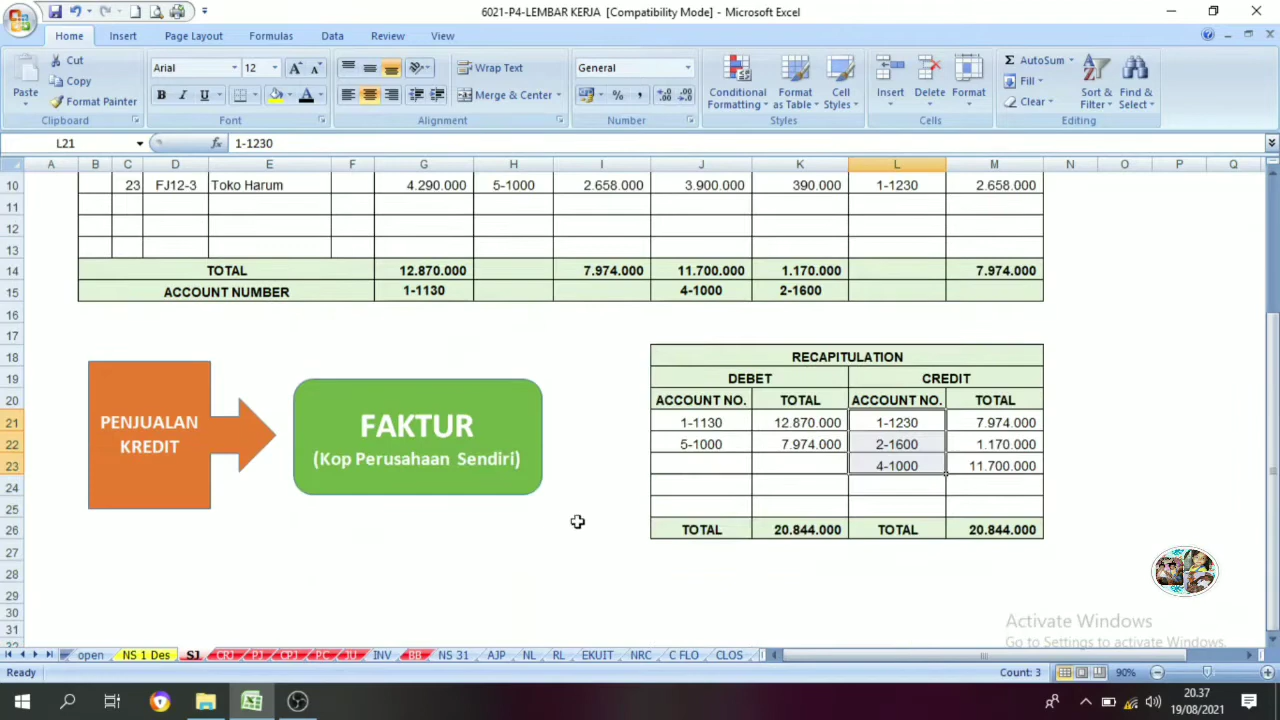 6021-P4-LEMBAR KERJA [Compatibility Mode] - Microsoft Excel
Home Insert Page Layout Formulas Data Review View
Paste
Cut
Copy
Format Painter
Clipboard
Arial 12
B I U
Font
Wrap Text
Merge & Center
Alignment
General
% ,
Number
Conditional Formatting
Format as Table
Cell Styles
Styles
Insert
Delete
Format
Cells
AutoSum
Fill
Clear
Sort & Filter
Find & Select
Editing
L21 fx 1-1230
A B C D E F G H I J K L M N O P Q
10 23 FJ12-3 Toko Harum 4.290.000 5-1000 2.658.000 3.900.000 390.000 1-1230 2.658.000
11
12
13
14 TOTAL 12.870.000 7.974.000 11.700.000 1.170.000 7.974.000
15 ACCOUNT NUMBER 1-1130 4-1000 2-1600
16
17
18 RECAPITULATION
19 DEBET CREDIT
20 ACCOUNT NO. TOTAL ACCOUNT NO. TOTAL
21 1-1130 12.870.000 1-1230 7.974.000
22 5-1000 7.974.000 2-1600 1.170.000
23 4-1000 11.700.000
24
25
26 TOTAL 20.844.000 TOTAL 20.844.000
27
28
29
30
31
PENJUALAN
KREDIT
FAKTUR
(Kop Perusahaan Sendiri)
Activate Windows
Go to Settings to activate Windows.
open NS 1 Des SJ CRJ PJ CPJ PC JU INV BB NS 31 AJP NL RL EKUIT NRC C FLO CLOS
Ready Count: 3 90%
20.37
19/08/2021